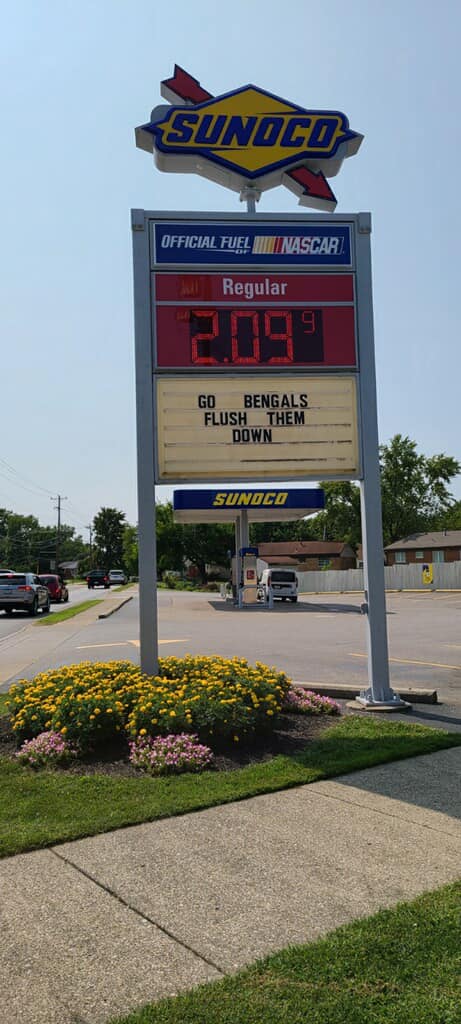 SUNOCO
OFFICIAL FUEL OF NASCAR
Regular
2.09 9
GO BENGALS
FLUSH THEM
DOWN
SUNOCO